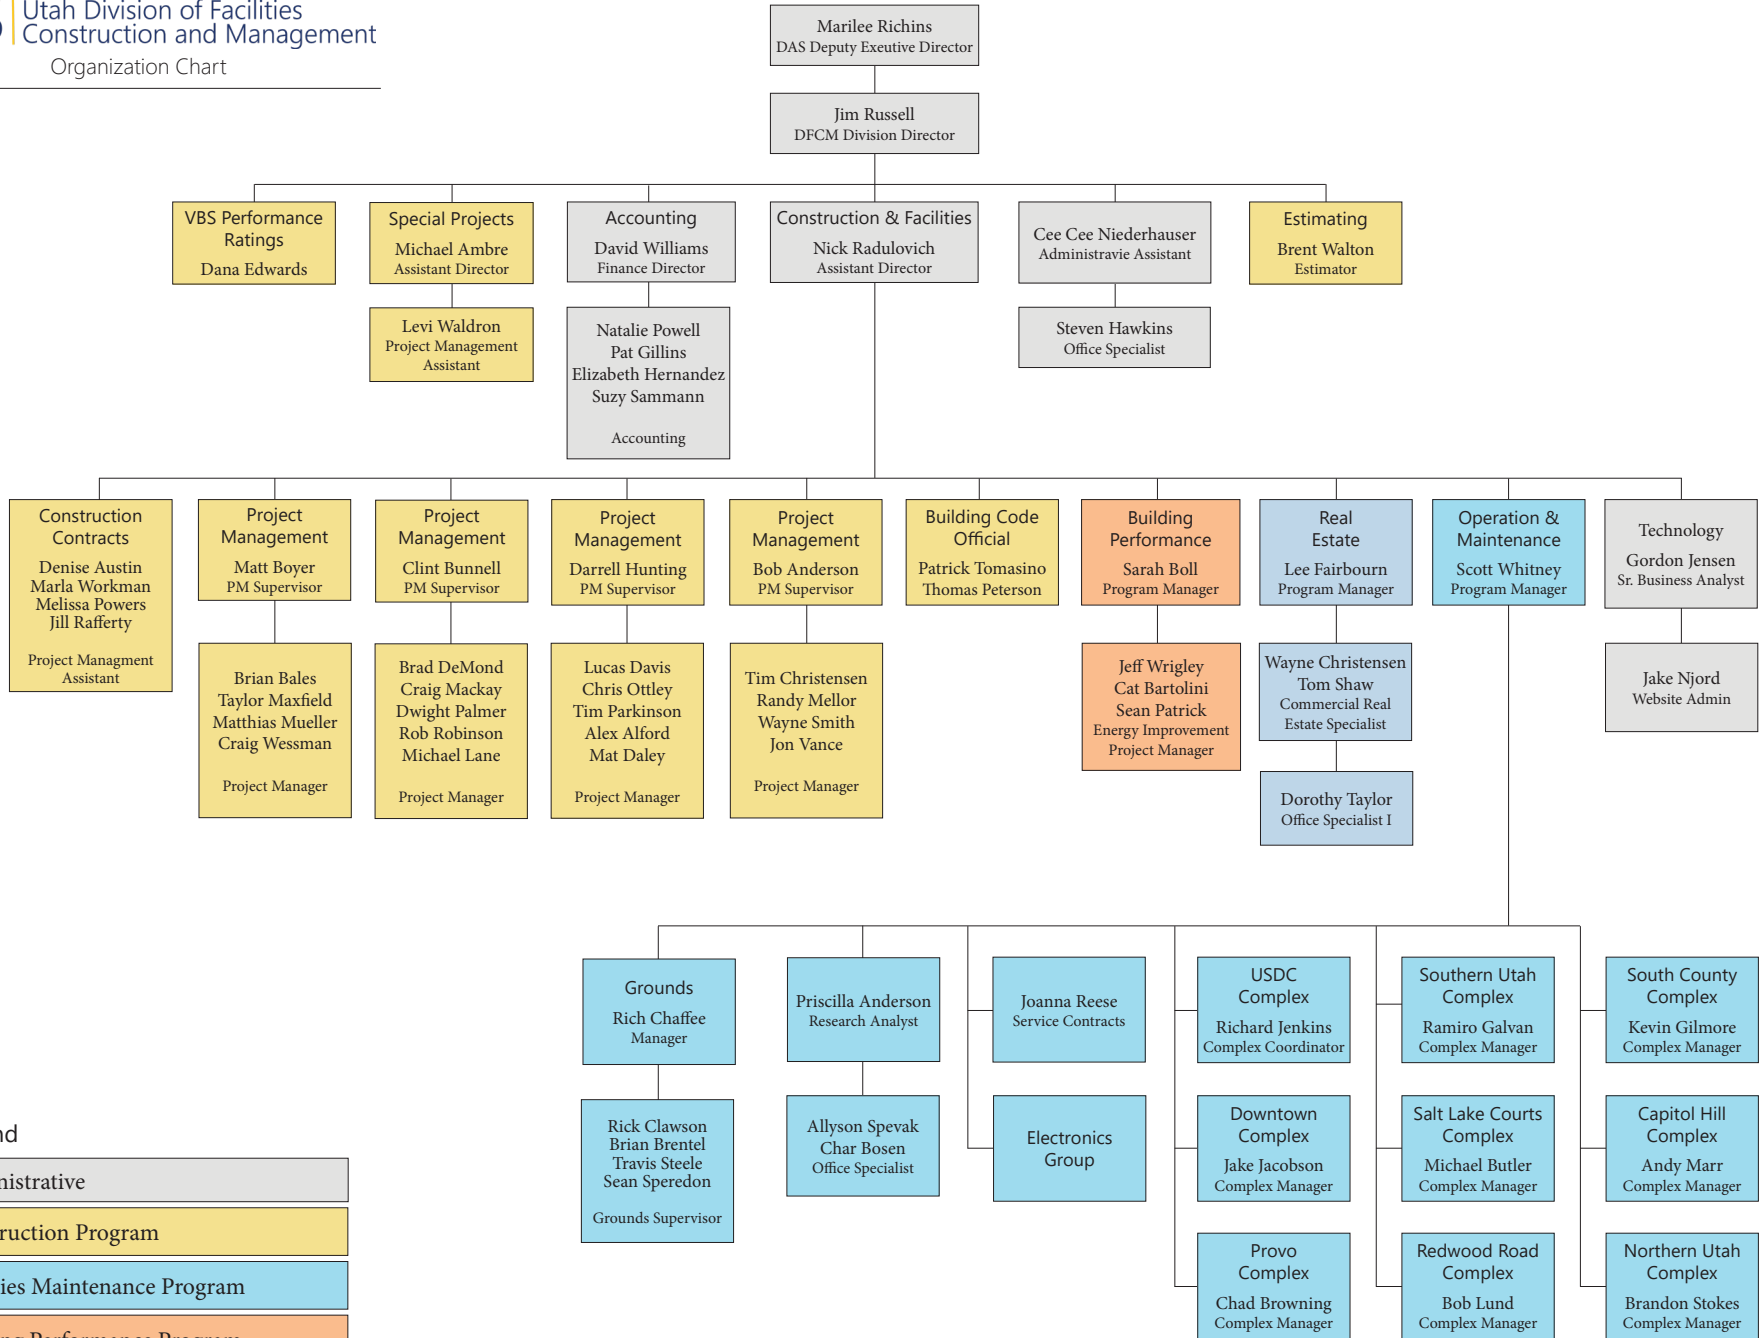 Utah Division of Facilities
Construction and Management
Organization Chart
Marilee Richins
DAS Deputy Exeutive Director
Jim Russell
DFCM Division Director
VBS Performance
Ratings
Dana Edwards
Special Projects
Michael Ambre
Assistant Director
Levi Waldron
Project Management
Assistant
Accounting
David Williams
Finance Director
Natalie Powell
Pat Gillins
Elizabeth Hernandez
Suzy Sammann
Accounting
Construction & Facilities
Nick Radulovich
Assistant Director
Cee Cee Niederhauser
Administravie Assistant
Steven Hawkins
Office Specialist
Estimating
Brent Walton
Estimator
Construction
Contracts
Denise Austin
Marla Workman
Melissa Powers
Jill Rafferty
Project Managment
Assistant
Project
Management
Matt Boyer
PM Supervisor
Brian Bales
Taylor Maxfield
Matthias Mueller
Craig Wessman
Project Manager
Project
Management
Clint Bunnell
PM Supervisor
Brad DeMond
Craig Mackay
Dwight Palmer
Rob Robinson
Michael Lane
Project Manager
Project
Management
Darrell Hunting
PM Supervisor
Lucas Davis
Chris Ottley
Tim Parkinson
Alex Alford
Mat Daley
Project Manager
Project
Management
Bob Anderson
PM Supervisor
Tim Christensen
Randy Mellor
Wayne Smith
Jon Vance
Project Manager
Building Code
Official
Patrick Tomasino
Thomas Peterson
Building
Performance
Sarah Boll
Program Manager
Jeff Wrigley
Cat Bartolini
Sean Patrick
Energy Improvement
Project Manager
Real
Estate
Lee Fairbourn
Program Manager
Wayne Christensen
Tom Shaw
Commercial Real
Estate Specialist
Dorothy Taylor
Office Specialist I
Operation &
Maintenance
Scott Whitney
Program Manager
Technology
Gordon Jensen
Sr. Business Analyst
Jake Njord
Website Admin
Grounds
Rich Chaffee
Manager
Rick Clawson
Brian Brentel
Travis Steele
Sean Speredon
Grounds Supervisor
Priscilla Anderson
Research Analyst
Allyson Spevak
Char Bosen
Office Specialist
Joanna Reese
Service Contracts
Electronics
Group
USDC
Complex
Richard Jenkins
Complex Coordinator
Downtown
Complex
Jake Jacobson
Complex Manager
Provo
Complex
Chad Browning
Complex Manager
Southern Utah
Complex
Ramiro Galvan
Complex Manager
Salt Lake Courts
Complex
Michael Butler
Complex Manager
Redwood Road
Complex
Bob Lund
Complex Manager
South County
Complex
Kevin Gilmore
Complex Manager
Capitol Hill
Complex
Andy Marr
Complex Manager
Northern Utah
Complex
Brandon Stokes
Complex Manager
nd
nistrative
ruction Program
ies Maintenance Program
Performance Program